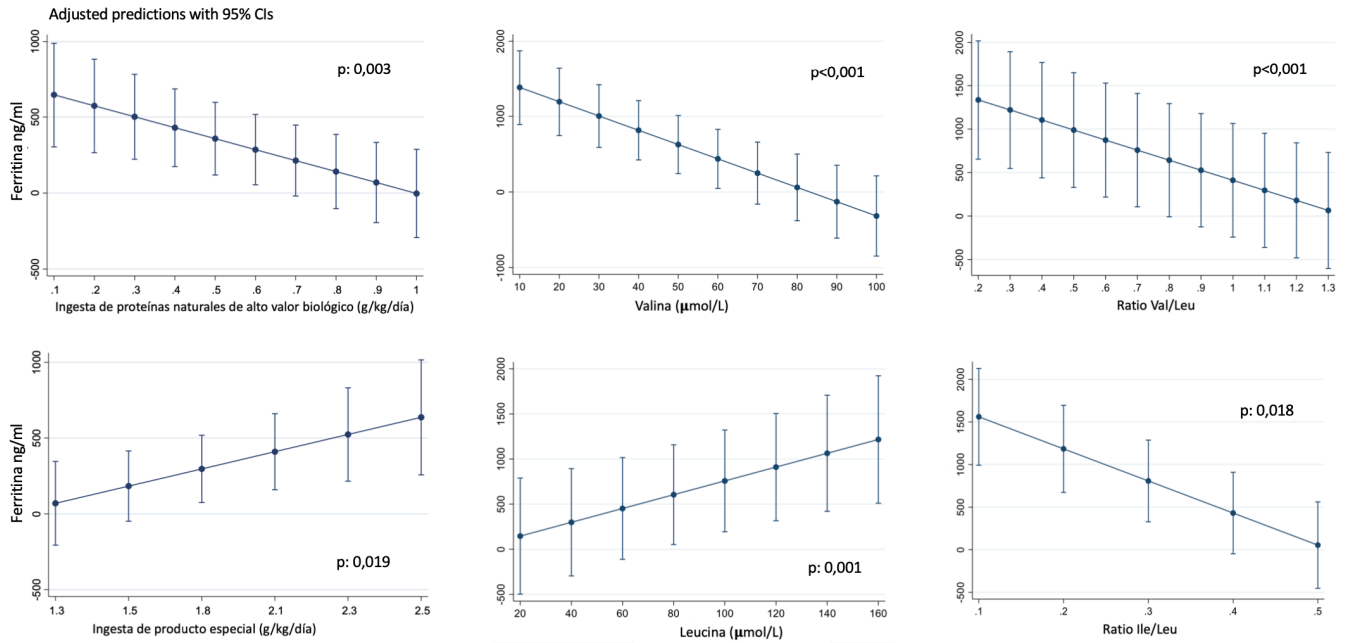 Adjusted predictions with 95% CIs
Ferritina ng/ml
1000
500
0
-500
p: 0,003
.1 .2 .3 .4 .5 .6 .7 .8 .9 1
Ingesta de proteínas naturales de alto valor biológico (g/kg/día)
2000
1000
0
-1000
p<0,001
10 20 30 40 50 60 70 80 90 100
Valina (μmol/L)
2000
1500
1000
500
0
-500
p<0,001
.2 .3 .4 .5 .6 .7 .8 .9 1 1.1 1.2 1.3
Ratio Val/Leu
Ferritina ng/ml
1000
500
0
-500
p: 0,019
1.3 1.5 1.8 2.1 2.3 2.5
Ingesta de producto especial (g/kg/día)
2000
1500
1000
500
0
-500
p: 0,001
20 40 60 80 100 120 140 160
Leucina (μmol/L)
2000
1500
1000
500
0
-500
p: 0,018
.1 .2 .3 .4 .5
Ratio Ile/Leu